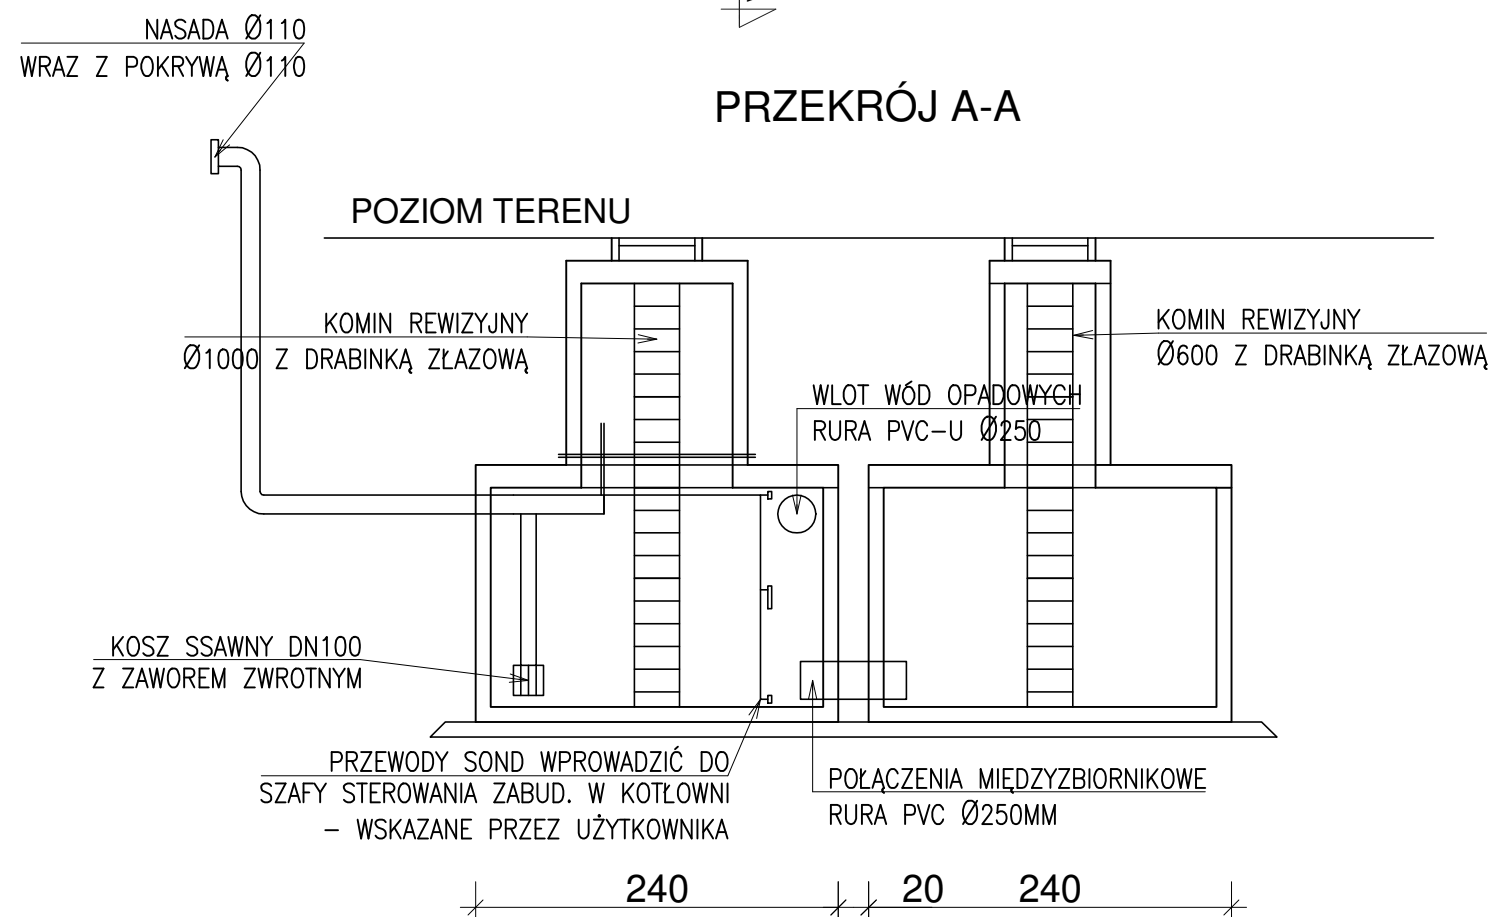 NASADA Ø110
WRAZ Z POKRYWĄ Ø110
PRZEKRÓJ A-A
POZIOM TERENU
KOMIN REWIZYJNY
Ø1000 Z DRABINKĄ ZŁAZOWĄ
KOMIN REWIZYJNY
Ø600 Z DRABINKĄ ZŁAZOWĄ
WLOT WÓD OPADOWYCH
RURA PVC-U Ø250
KOSZ SSAWNY DN100
Z ZAWOREM ZWROTNYM
PRZEWODY SOND WPROWADZIĆ DO
SZAFY STEROWANIA ZABUD. W KOTŁOWNI
- WSKAZANE PRZEZ UŻYTKOWNIKA
POŁĄCZENIA MIĘDZYZBIORNIKOWE
RURA PVC Ø250MM
240 20 240